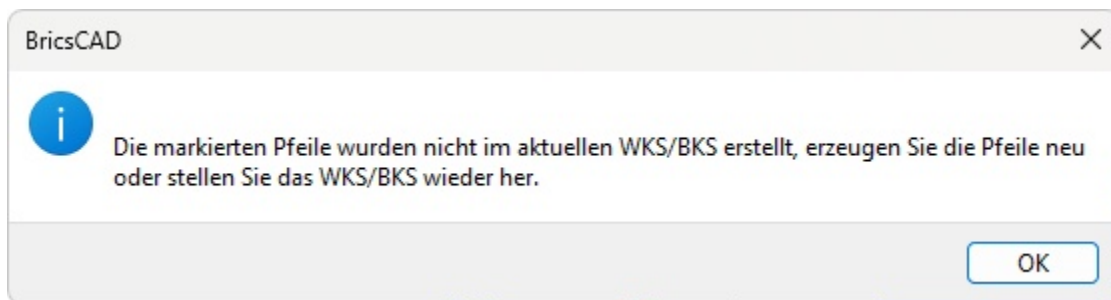 BricsCAD
Die markierten Pfeile wurden nicht im aktuellen WKS/BKS erstellt, erzeugen Sie die Pfeile neu
oder stellen Sie das WKS/BKS wieder her.
OK